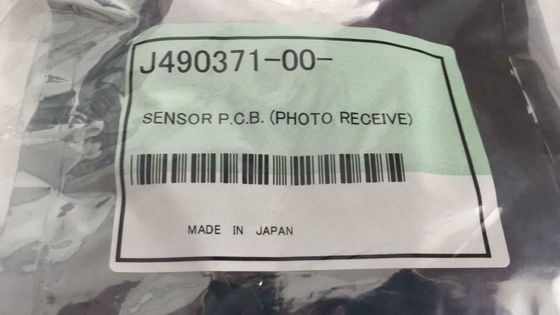 J490371-00-
SENSOR P.C.B. (PHOTO RECEIVE)
MADE IN JAPAN